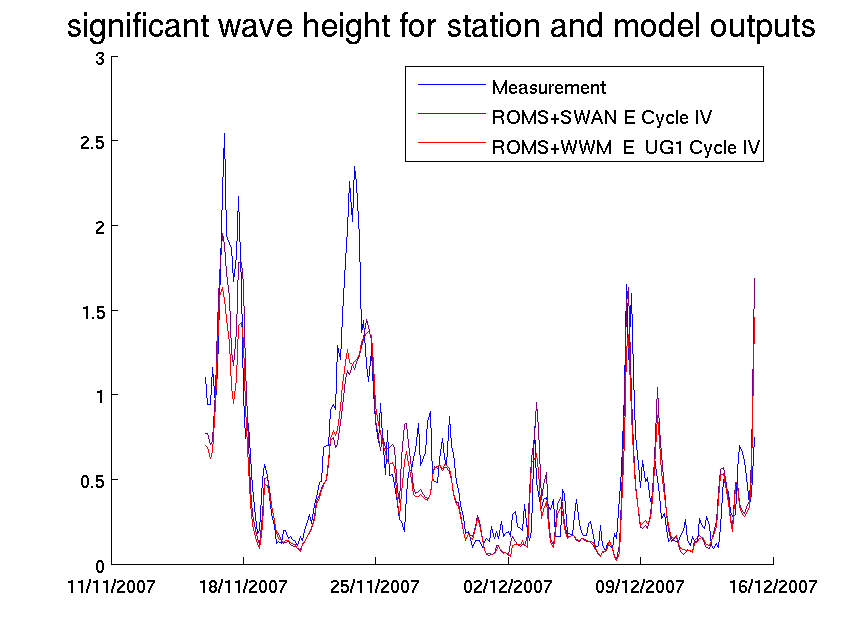 significant wave height for station and model outputs
3
Measurement
ROMS+SWAN E Cycle IV
ROMS+WWM E UG1 Cycle IV
2.5
2
1.5
1
0.5
0
11/11/2007 18/11/2007 25/11/2007 02/12/2007 09/12/2007 16/12/2007